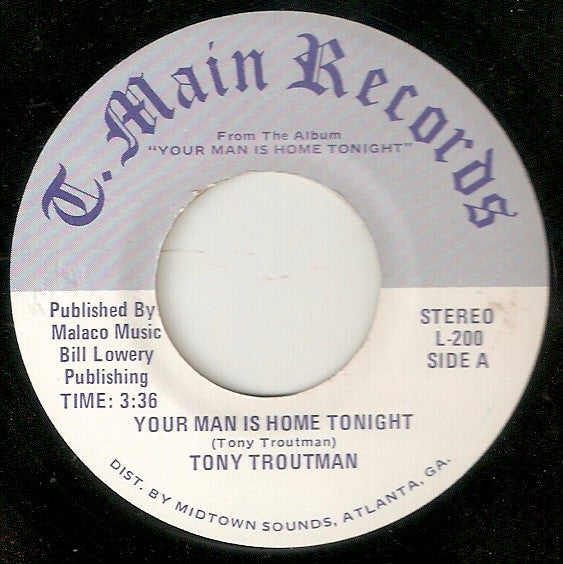 T. Main Records
From The Album
"YOUR MAN IS HOME TONIGHT"
Published By
Malaco Music
Bill Lowery
Publishing
TIME: 3:36
STEREO
L-200
SIDE A
YOUR MAN IS HOME TONIGHT
(Tony Troutman)
TONY TROUTMAN
DIST. BY MIDTOWN SOUNDS, ATLANTA, GA.